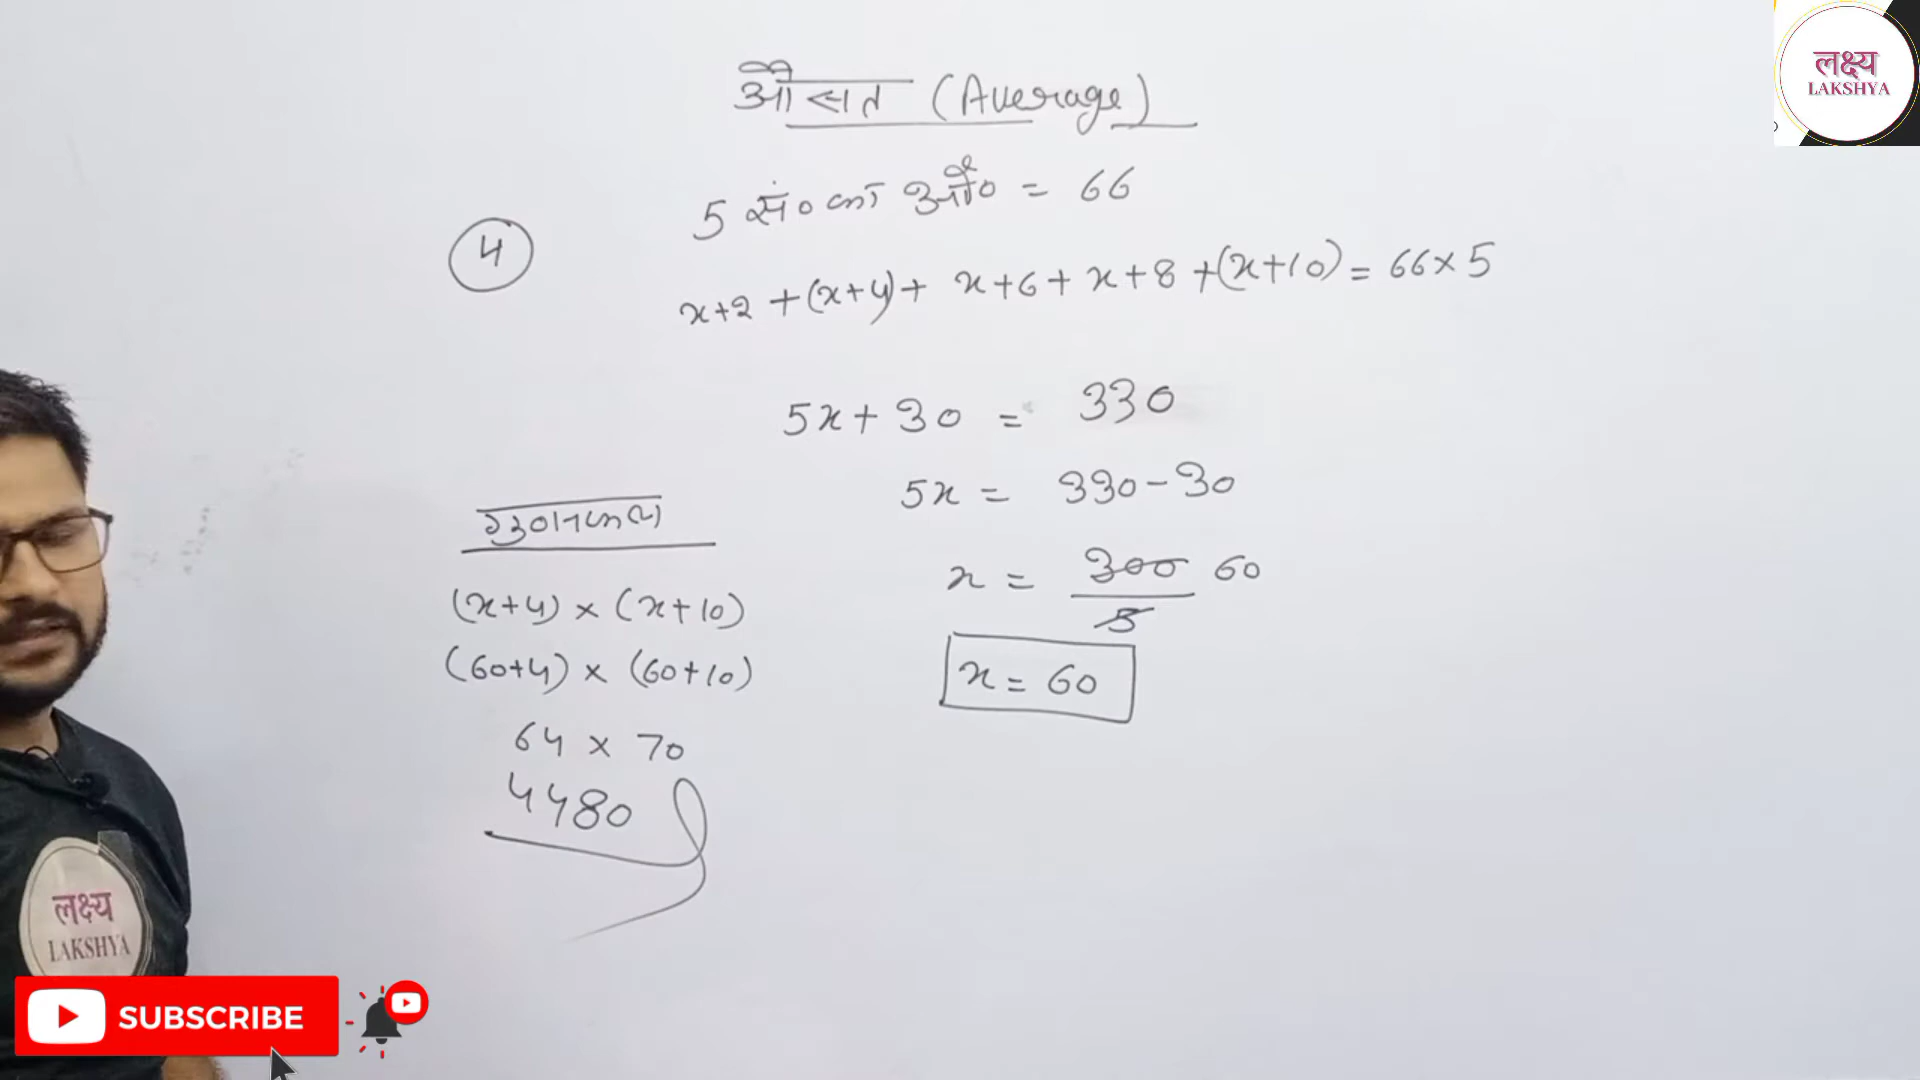 औसत (Average)
5 सं० का औ० = 66
4
x+2 +(x+4)+ x+6+ x+8 +(x+10) = 66×5
5x+30 = 330
5x = 330-30
x = 300/5 60
x = 60
गुणनफल
(x+4) × (x+10)
(60+4) × (60+10)
64 × 70
4480
लक्ष्य
LAKSHYA
लक्ष्य
LAKSHYA
SUBSCRIBE